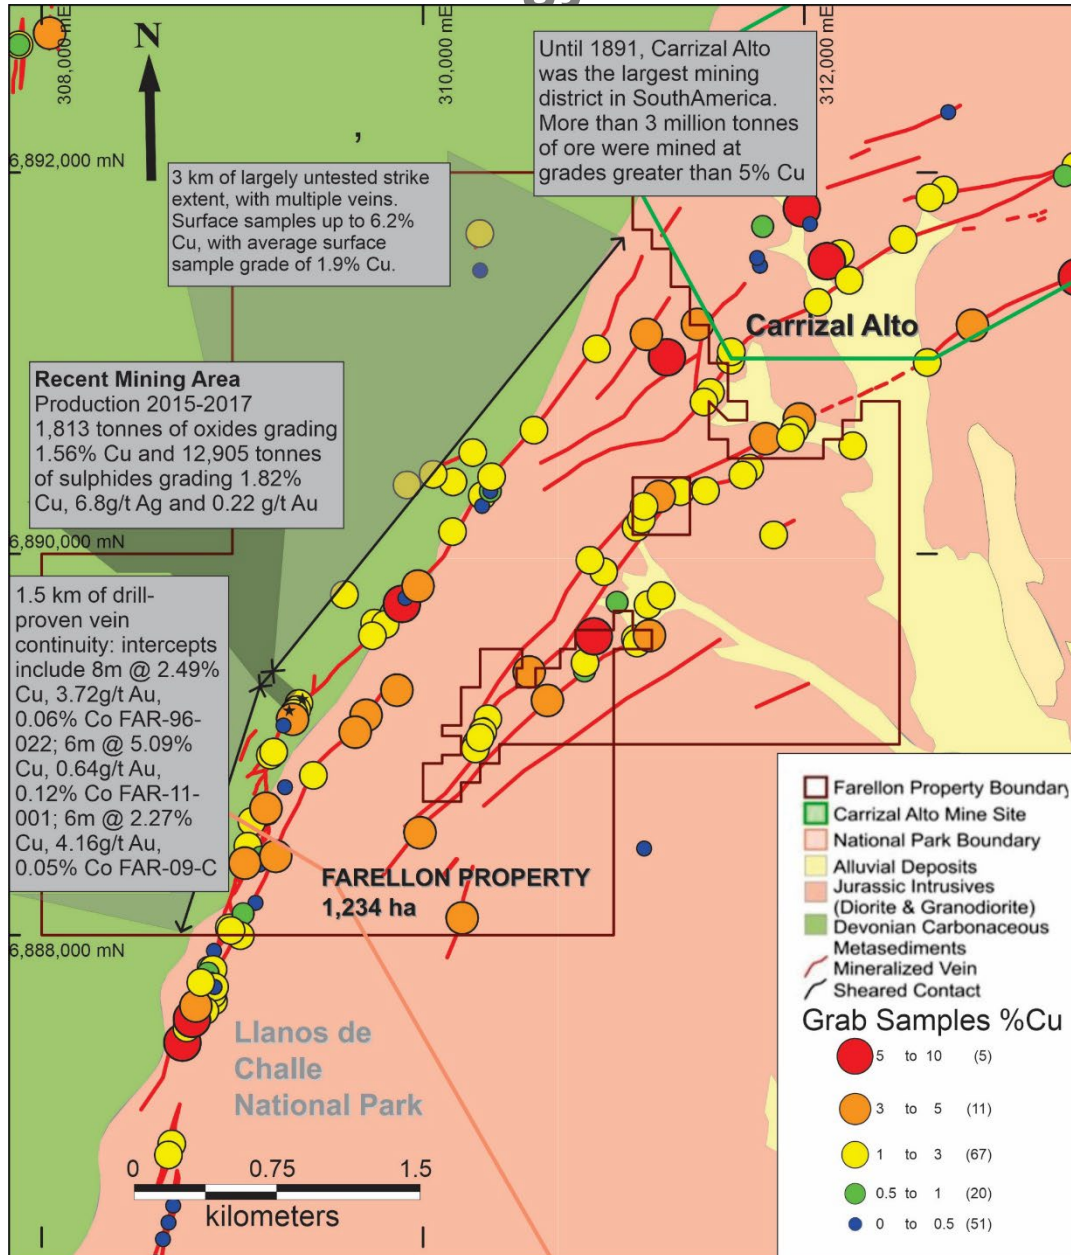 308,000 mE
310,000 mE
312,000 mE
N
Until 1891, Carrizal Alto
was the largest mining
district in SouthAmerica.
More than 3 million tonnes
of ore were mined at
grades greater than 5% Cu
,
6,892,000 mN
3 km of largely untested strike
extent, with multiple veins.
Surface samples up to 6.2%
Cu, with average surface
sample grade of 1.9% Cu.
Carrizal Alto
Recent Mining Area
Production 2015-2017
1,813 tonnes of oxides grading
1.56% Cu and 12,905 tonnes
of sulphides grading 1.82%
Cu, 6.8g/t Ag and 0.22 g/t Au
6,890,000 mN
1.5 km of drill-
proven vein
continuity: intercepts
include 8m @ 2.49%
Cu, 3.72g/t Au,
0.06% Co FAR-96-
022; 6m @ 5.09%
Cu, 0.64g/t Au,
0.12% Co FAR-11-
001; 6m @ 2.27%
Cu, 4.16g/t Au,
0.05% Co FAR-09-C
FARELLON PROPERTY
1,234 ha
6,888,000 mN
Llanos de
Challe
National Park
0 0.75 1.5
kilometers
Farellon Property Boundary
Carrizal Alto Mine Site
National Park Boundary
Alluvial Deposits
Jurassic Intrusives
(Diorite & Granodiorite)
Devonian Carbonaceous
Metasediments
Mineralized Vein
Sheared Contact
Grab Samples %Cu
5 to 10 (5)
3 to 5 (11)
1 to 3 (67)
0.5 to 1 (20)
0 to 0.5 (51)